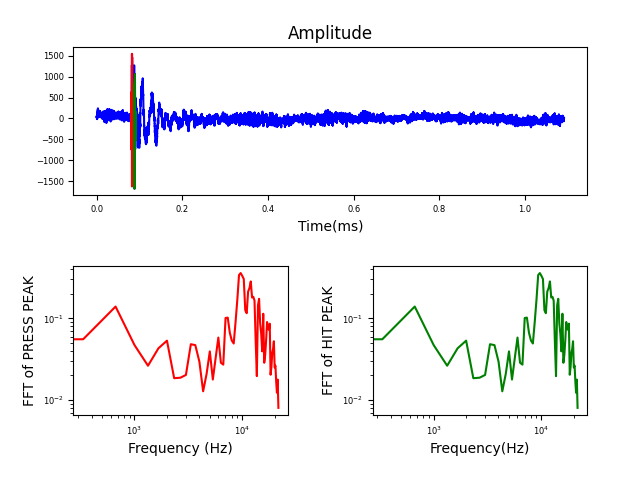 Amplitude
1500
1000
500
0
−500
−1000
−1500
0.0 0.2 0.4 0.6 0.8 1.0
Time(ms)
FFT of PRESS PEAK
10⁻¹
10⁻²
10³ 10⁴
Frequency (Hz)
FFT of HIT PEAK
10⁻¹
10⁻²
10³ 10⁴
Frequency(Hz)